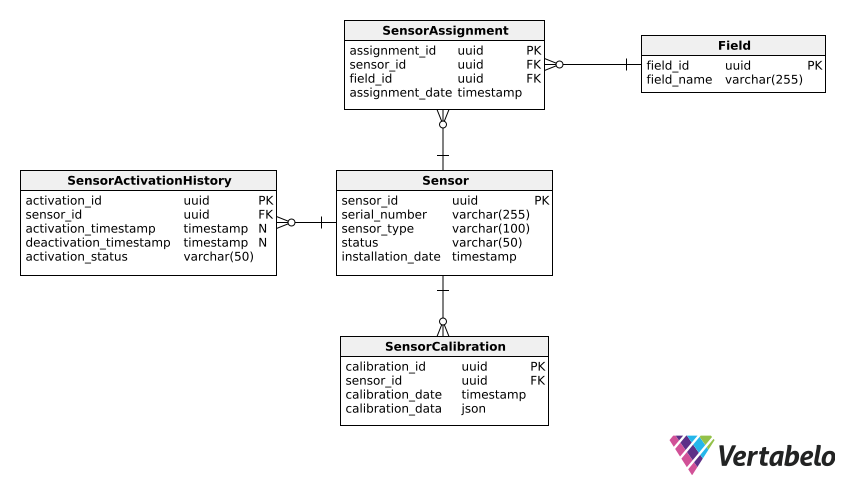 SensorAssignment
assignment_id uuid PK
sensor_id uuid FK
field_id uuid FK
assignment_date timestamp
Field
field_id uuid PK
field_name varchar(255)
SensorActivationHistory
activation_id uuid PK
sensor_id uuid FK
activation_timestamp timestamp N
deactivation_timestamp timestamp N
activation_status varchar(50)
Sensor
sensor_id uuid PK
serial_number varchar(255)
sensor_type varchar(100)
status varchar(50)
installation_date timestamp
SensorCalibration
calibration_id uuid PK
sensor_id uuid FK
calibration_date timestamp
calibration_data json
Vertabelo